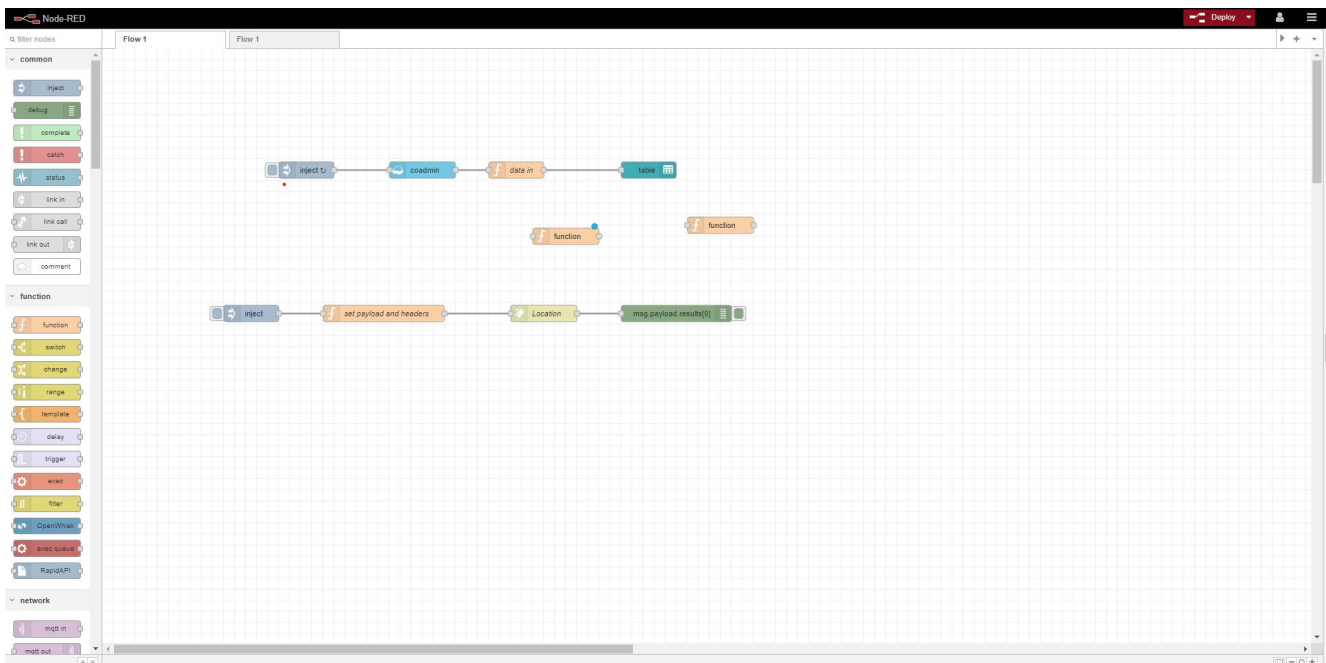 Node-RED
Deploy
filter nodes
Flow 1
Flow 1
common
inject
debug
complete
catch
status
link in
link call
link out
comment
function
function
switch
change
range
template
delay
trigger
exec
filter
OpenWhisk
exec queue
RapidAPI
network
mqtt in
mqtt out
inject ↻
coadmin
data in
table
function
function
inject
set payload and headers
Location
msg.payload.results[0]